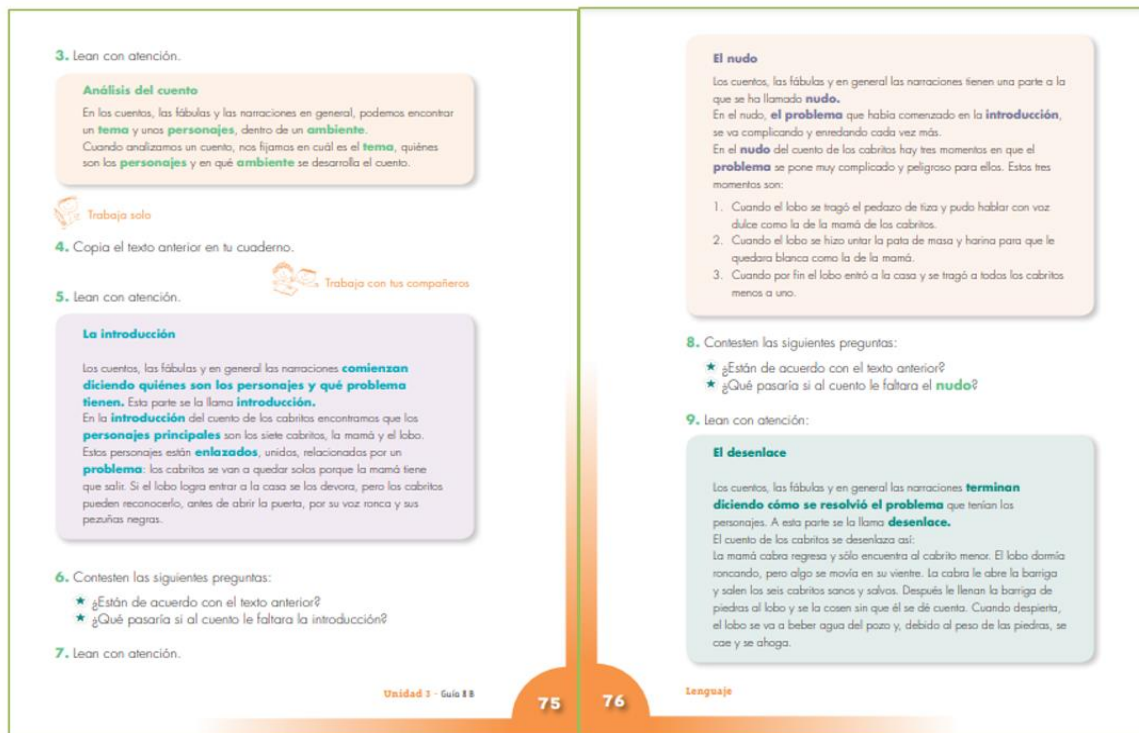 3. Lean con atención.
Análisis del cuento
En los cuentos, las fábulas y las narraciones en general, podemos encontrar
un tema y unos personajes, dentro de un ambiente.
Cuando analizamos un cuento, nos fijamos en cuál es el tema, quiénes
son los personajes y en qué ambiente se desarrolla el cuento.
Trabaja solo
4. Copia el texto anterior en tu cuaderno.
Trabaja con tus compañeros
5. Lean con atención.
La introducción
Los cuentos, las fábulas y en general las narraciones comienzan
diciendo quiénes son los personajes y qué problema
tienen. Esta parte se la llama introducción.
En la introducción del cuento de los cabritos encontramos que los
personajes principales son los siete cabritos, la mamá y el lobo.
Estos personajes están enlazados, unidos, relacionados por un
problema: los cabritos se van a quedar solos porque la mamá tiene
que salir. Si el lobo logra entrar a la casa se los devora, pero los cabritos
pueden reconocerlo, antes de abrir la puerta, por su voz ronca y sus
pezuñas negras.
6. Contesten las siguientes preguntas:
★ ¿Están de acuerdo con el texto anterior?
★ ¿Qué pasaría si al cuento le faltara la introducción?
7. Lean con atención.
Unidad 3 - Guía 8 B
75
El nudo
Los cuentos, las fábulas y en general las narraciones tienen una parte a la
que se ha llamado nudo.
En el nudo, el problema que había comenzado en la introducción,
se va complicando y enredando cada vez más.
En el nudo del cuento de los cabritos hay tres momentos en que el
problema se pone muy complicado y peligroso para ellos. Estos tres
momentos son:
1. Cuando el lobo se tragó el pedazo de tiza y pudo hablar con voz
dulce como la de la mamá de los cabritos.
2. Cuando el lobo se hizo untar la pata de masa y harina para que le
quedara blanca como la de la mamá.
3. Cuando por fin el lobo entró a la casa y se tragó a todos los cabritos
menos a uno.
8. Contesten las siguientes preguntas:
★ ¿Están de acuerdo con el texto anterior?
★ ¿Qué pasaría si al cuento le faltara el nudo?
9. Lean con atención:
El desenlace
Los cuentos, las fábulas y en general las narraciones terminan
diciendo cómo se resolvió el problema que tenían los
personajes. A esta parte se la llama desenlace.
El cuento de los cabritos se desenlaza así:
La mamá cabra regresa y sólo encuentra al cabrito menor. El lobo dormía
roncando, pero algo se movía en su vientre. La cabra le abre la barriga
y salen los seis cabritos sanos y salvos. Después le llenan la barriga de
piedras al lobo y se la cosen sin que él se dé cuenta. Cuando despierta,
el lobo se va a beber agua del pozo y, debido al peso de las piedras, se
cae y se ahoga.
76
Lenguaje